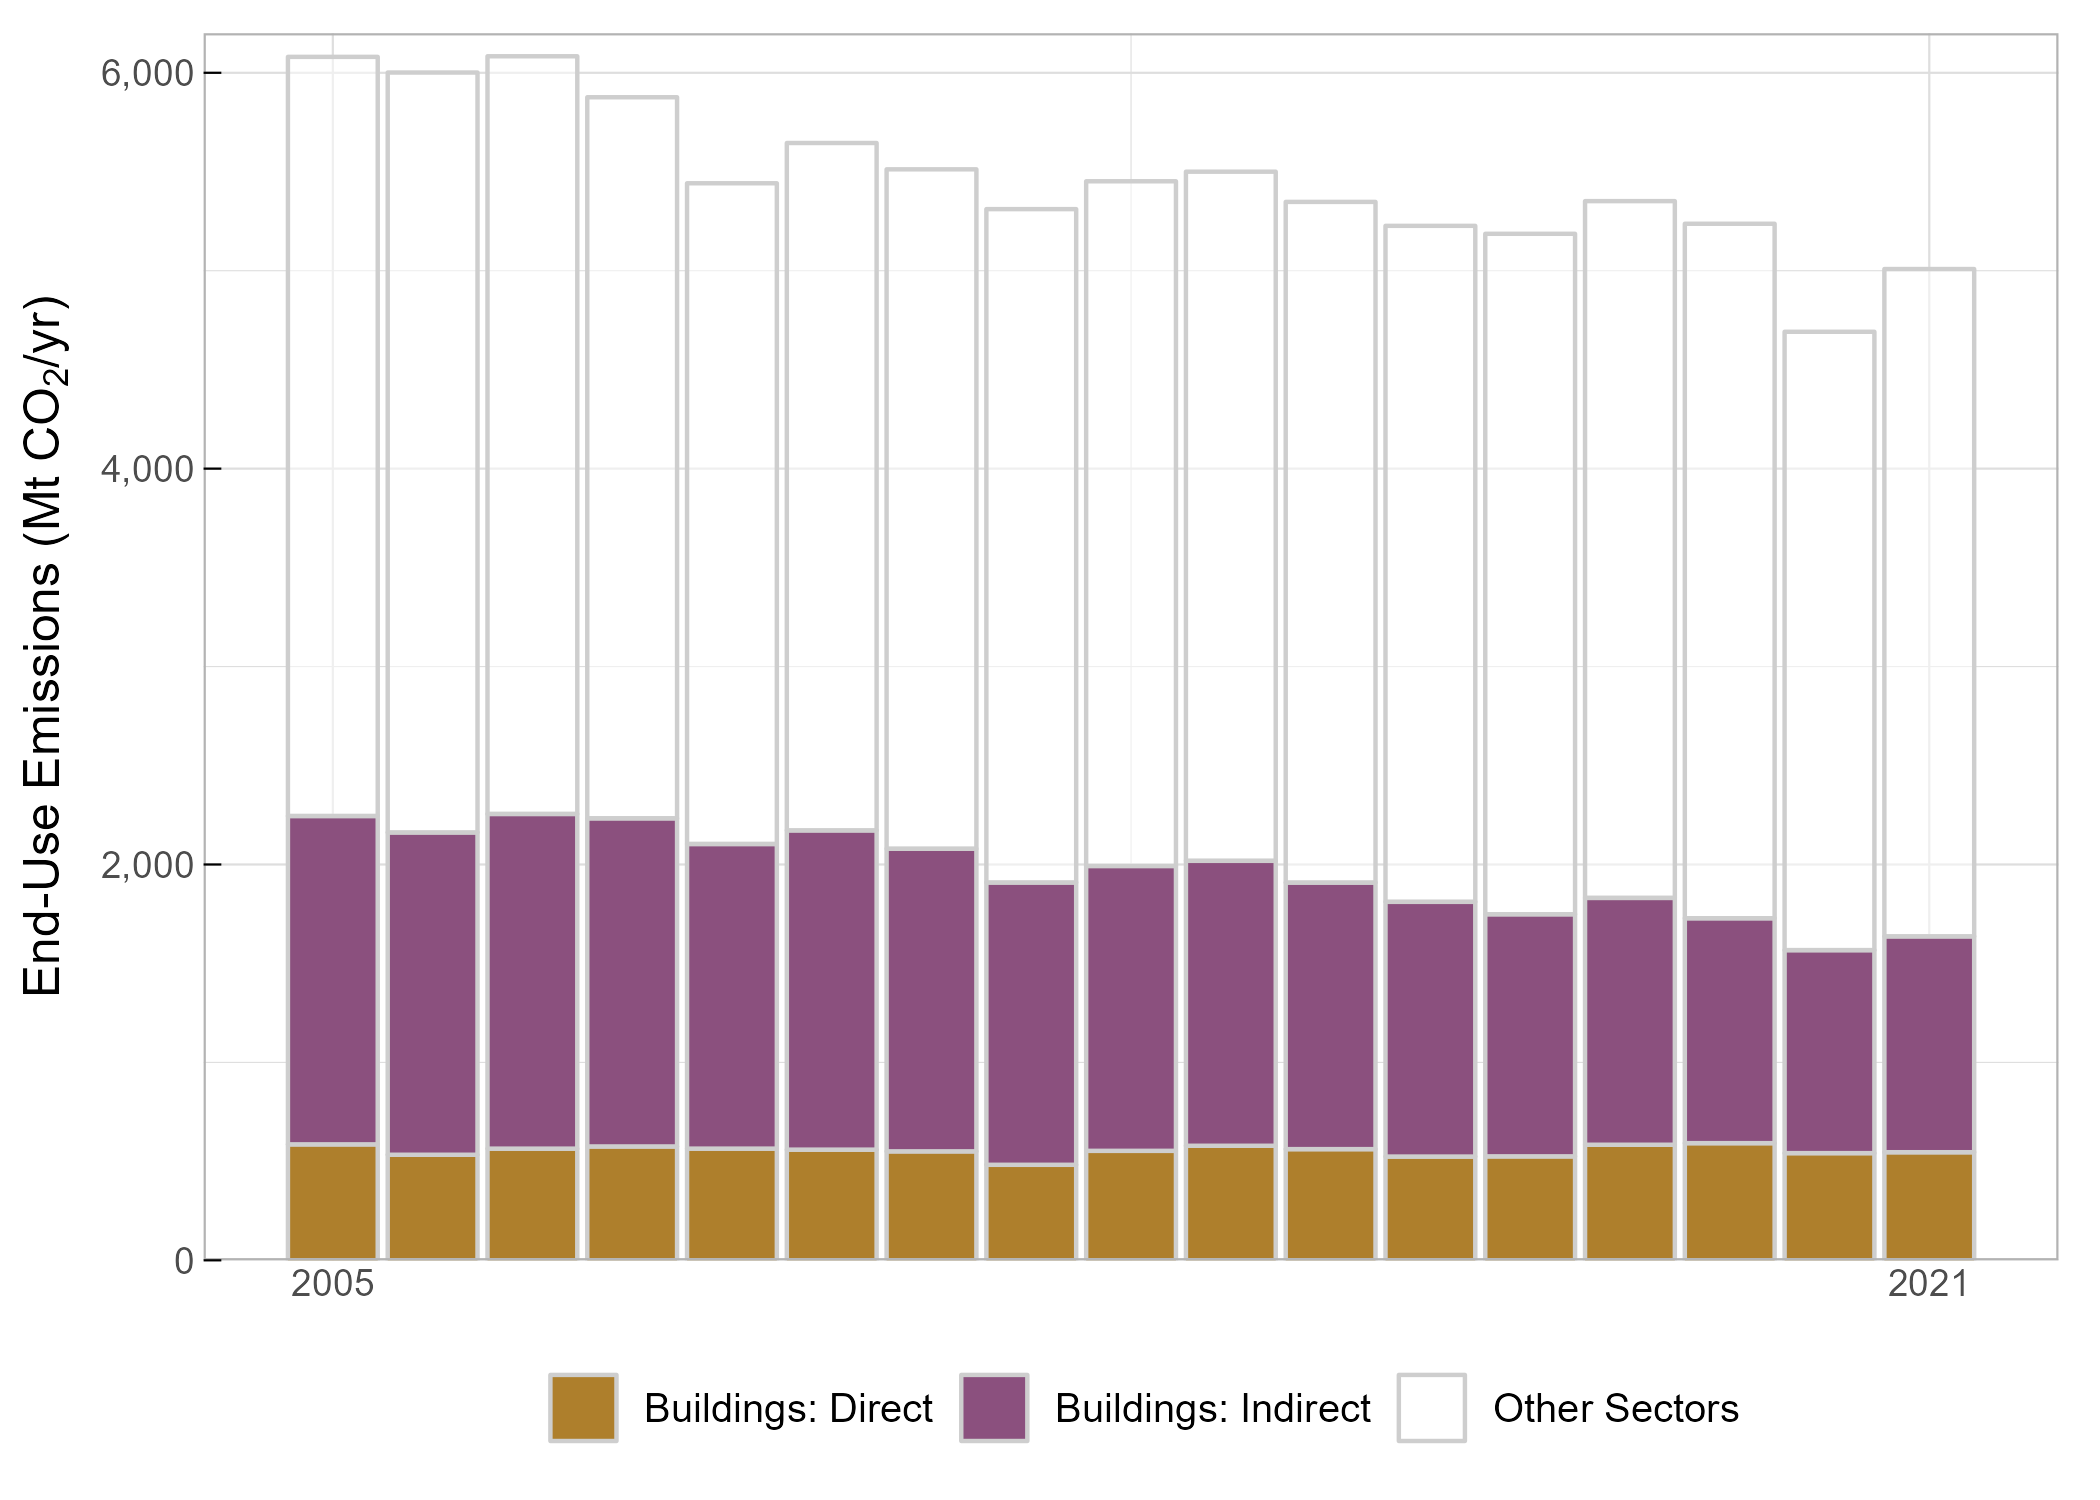 End-Use Emissions (Mt CO₂/yr)
6,000
4,000
2,000
0
2005 2021
Buildings: Direct Buildings: Indirect Other Sectors